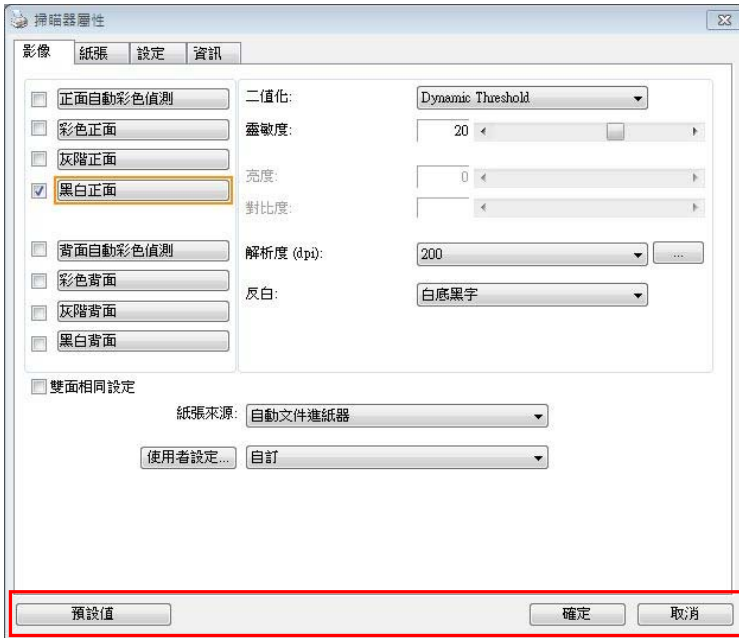 掃瞄器屬性
影像 紙張 設定 資訊
正面自動彩色偵測
彩色正面
灰階正面
黑白正面
背面自動彩色偵測
彩色背面
灰階背面
黑白背面
二值化: Dynamic Threshold
靈敏度: 20
亮度: 0
對比度:
解析度 (dpi): 200 ...
反白: 白底黑字
雙面相同設定
紙張來源: 自動文件進紙器
使用者設定... 自訂
預設值 確定 取消